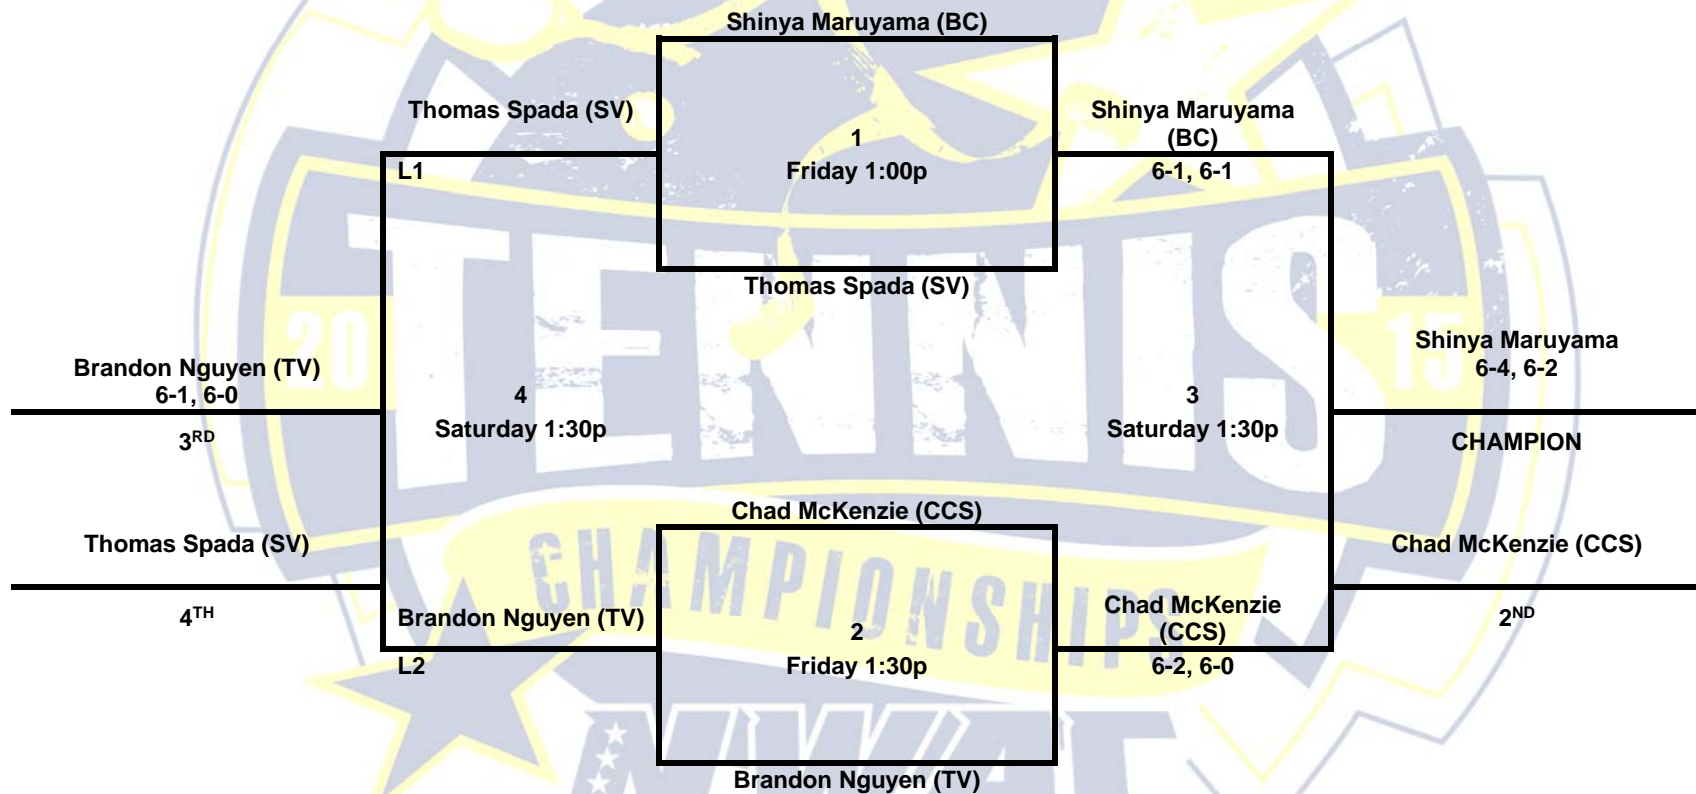 Shinya Maruyama (BC)
Thomas Spada (SV)
L1
1
Friday 1:00p
Shinya Maruyama
(BC)
6-1, 6-1
Thomas Spada (SV)
Brandon Nguyen (TV)
6-1, 6-0
3RD
4
Saturday 1:30p
3
Saturday 1:30p
Shinya Maruyama
6-4, 6-2
CHAMPION
Thomas Spada (SV)
4TH
Chad McKenzie (CCS)
Brandon Nguyen (TV)
L2
2
Friday 1:30p
Chad McKenzie
(CCS)
6-2, 6-0
Chad McKenzie (CCS)
2ND
Brandon Nguyen (TV)
20 TENNIS 15
CHAMPIONSHIPS
NWAC